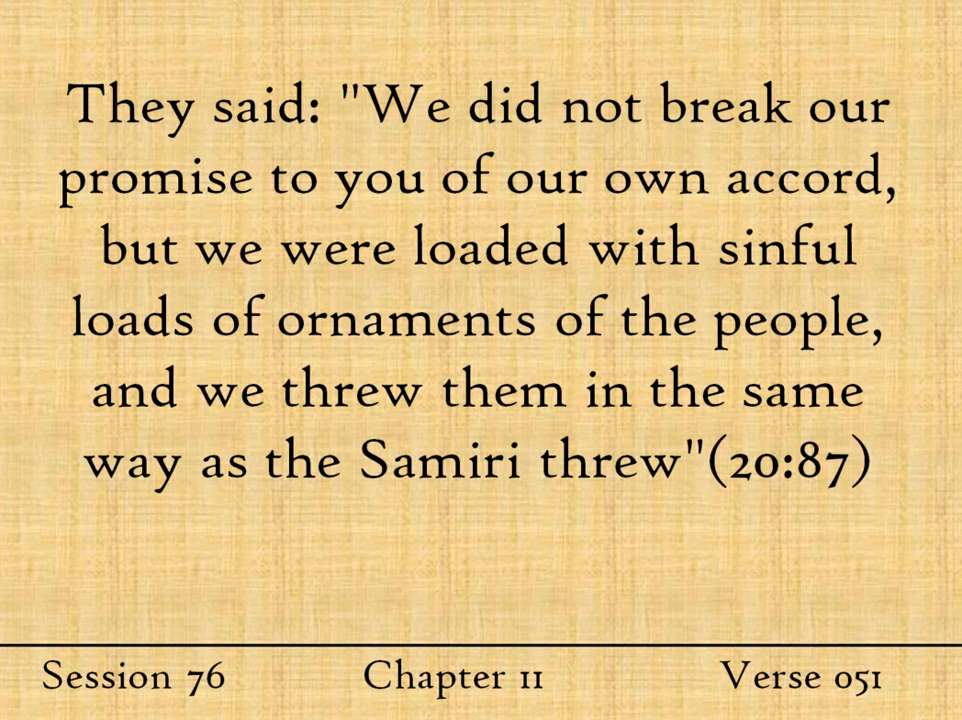 They said: "We did not break our
promise to you of our own accord,
but we were loaded with sinful
loads of ornaments of the people,
and we threw them in the same
way as the Samiri threw"(20:87)
Session 76 Chapter 11 Verse 051